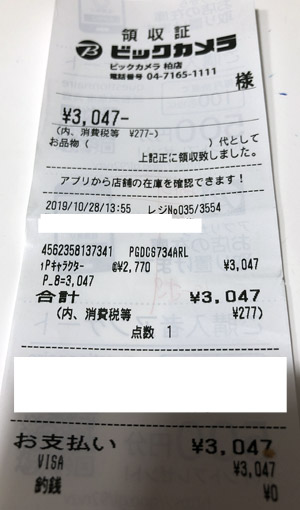 領収証
ビックカメラ
ビックカメラ 柏店
電話番号 04-7165-1111
様
¥3,047-
(内、消費税等 ¥277-)
お品物( )代として
上記正に領収致しました。
アプリから店舗の在庫を確認できます!
2019/10/28/13:55 レジNo035/3554
4562358137341 PGDCS734ARL
1Pキャラクター @¥2,770 ¥3,047
P_8=3,047
合計 ¥3,047
(内、消費税等 ¥277)
点数 1
お支払い ¥3,047
VISA ¥3,047
釣銭 ¥0